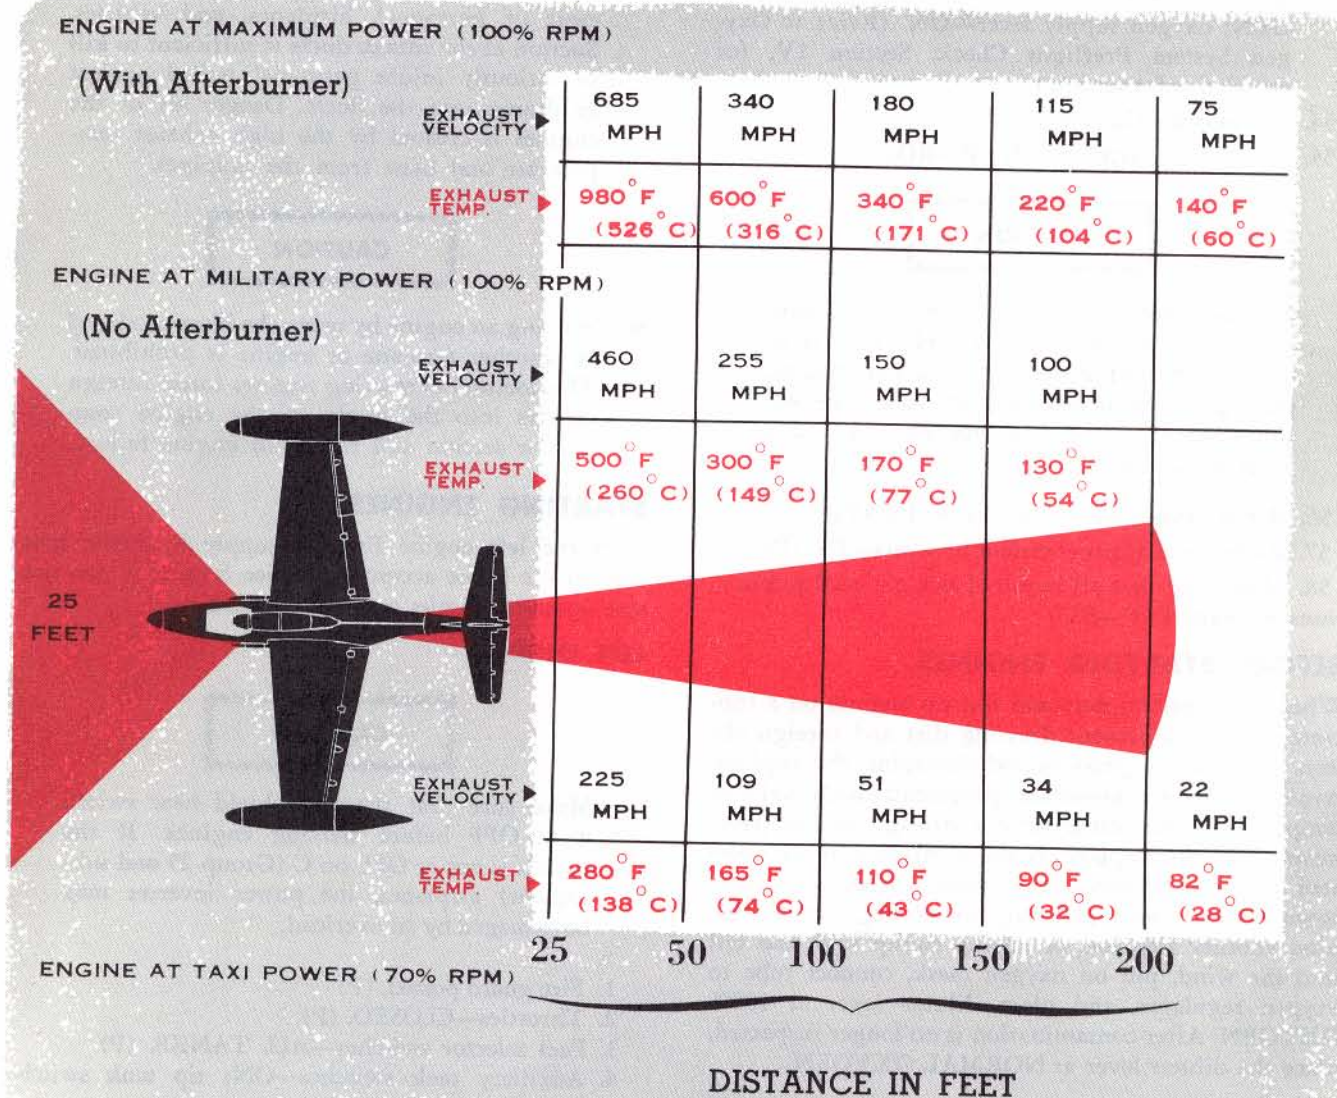 ENGINE AT MAXIMUM POWER (100% RPM)
(With Afterburner)
EXHAUST VELOCITY
685 MPH
340 MPH
180 MPH
115 MPH
75 MPH
EXHAUST TEMP.
980°F (526°C)
600°F (316°C)
340°F (171°C)
220°F (104°C)
140°F (60°C)
ENGINE AT MILITARY POWER (100% RPM)
(No Afterburner)
EXHAUST VELOCITY
460 MPH
255 MPH
150 MPH
100 MPH
EXHAUST TEMP.
500°F (260°C)
300°F (149°C)
170°F (77°C)
130°F (54°C)
25 FEET
EXHAUST VELOCITY
225 MPH
109 MPH
51 MPH
34 MPH
22 MPH
EXHAUST TEMP.
280°F (138°C)
165°F (74°C)
110°F (43°C)
90°F (32°C)
82°F (28°C)
25 50 100 150 200
ENGINE AT TAXI POWER (70% RPM)
DISTANCE IN FEET